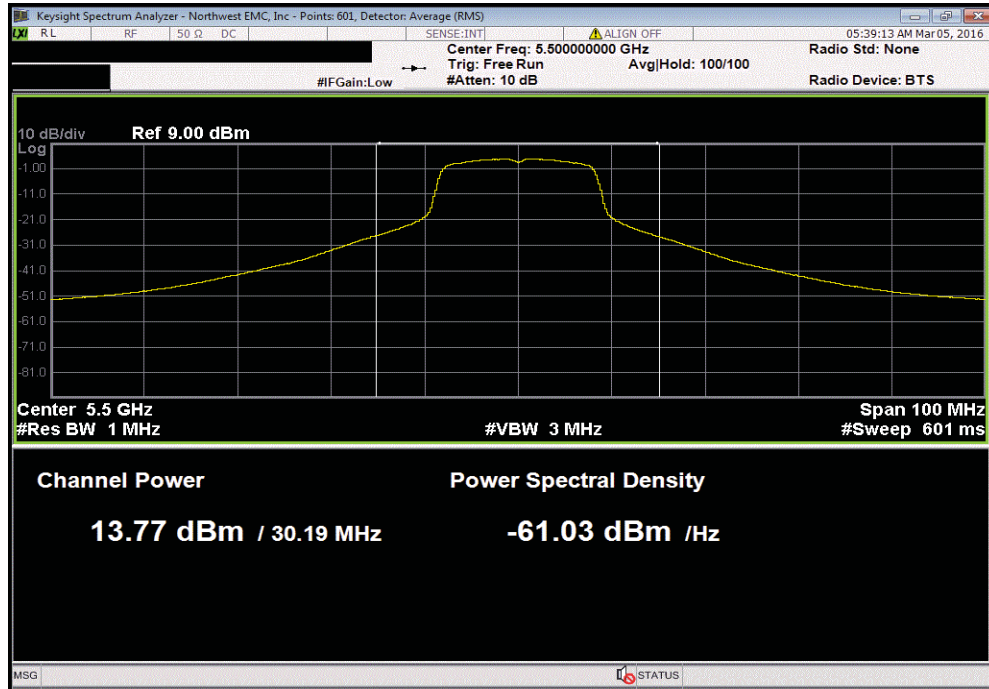 Keysight Spectrum Analyzer - Northwest EMC, Inc - Points: 601, Detector: Average (RMS)
LXI RL RF 50 Ω DC SENSE:INT ALIGN OFF 05:39:13 AM Mar 05, 2016
Center Freq: 5.500000000 GHz Radio Std: None
Trig: Free Run Avg|Hold: 100/100
#IFGain:Low #Atten: 10 dB Radio Device: BTS
10 dB/div Ref 9.00 dBm
Log
-1.00
-11.0
-21.0
-31.0
-41.0
-51.0
-61.0
-71.0
-81.0
Center 5.5 GHz Span 100 MHz
#Res BW 1 MHz #VBW 3 MHz #Sweep 601 ms
Channel Power Power Spectral Density
13.77 dBm / 30.19 MHz -61.03 dBm /Hz
MSG STATUS